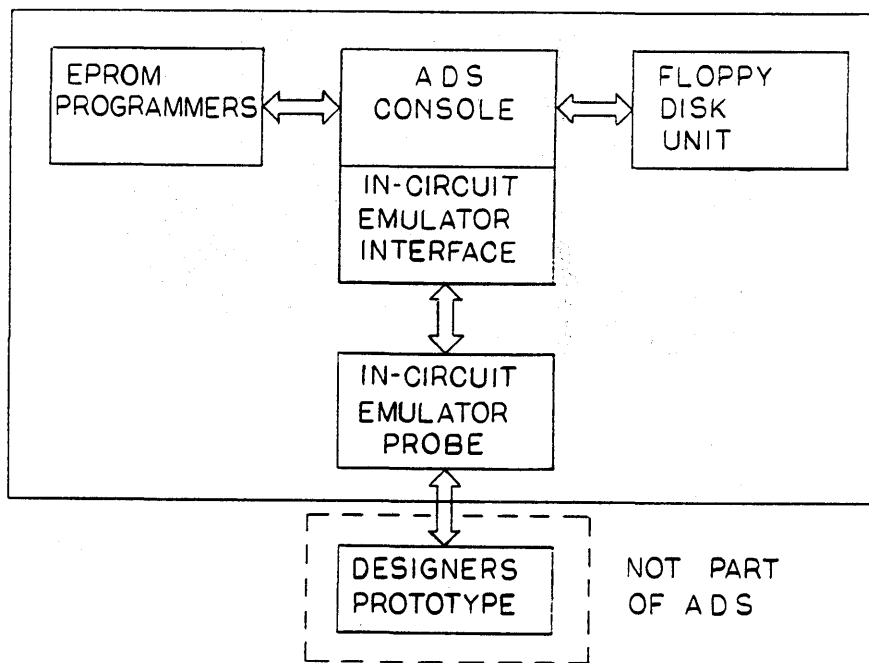 EPROM
PROGRAMMERS
ADS
CONSOLE
FLOPPY
DISK
UNIT
IN-CIRCUIT
EMULATOR
INTERFACE
IN-CIRCUIT
EMULATOR
PROBE
DESIGNERS
PROTOTYPE
NOT PART
OF ADS